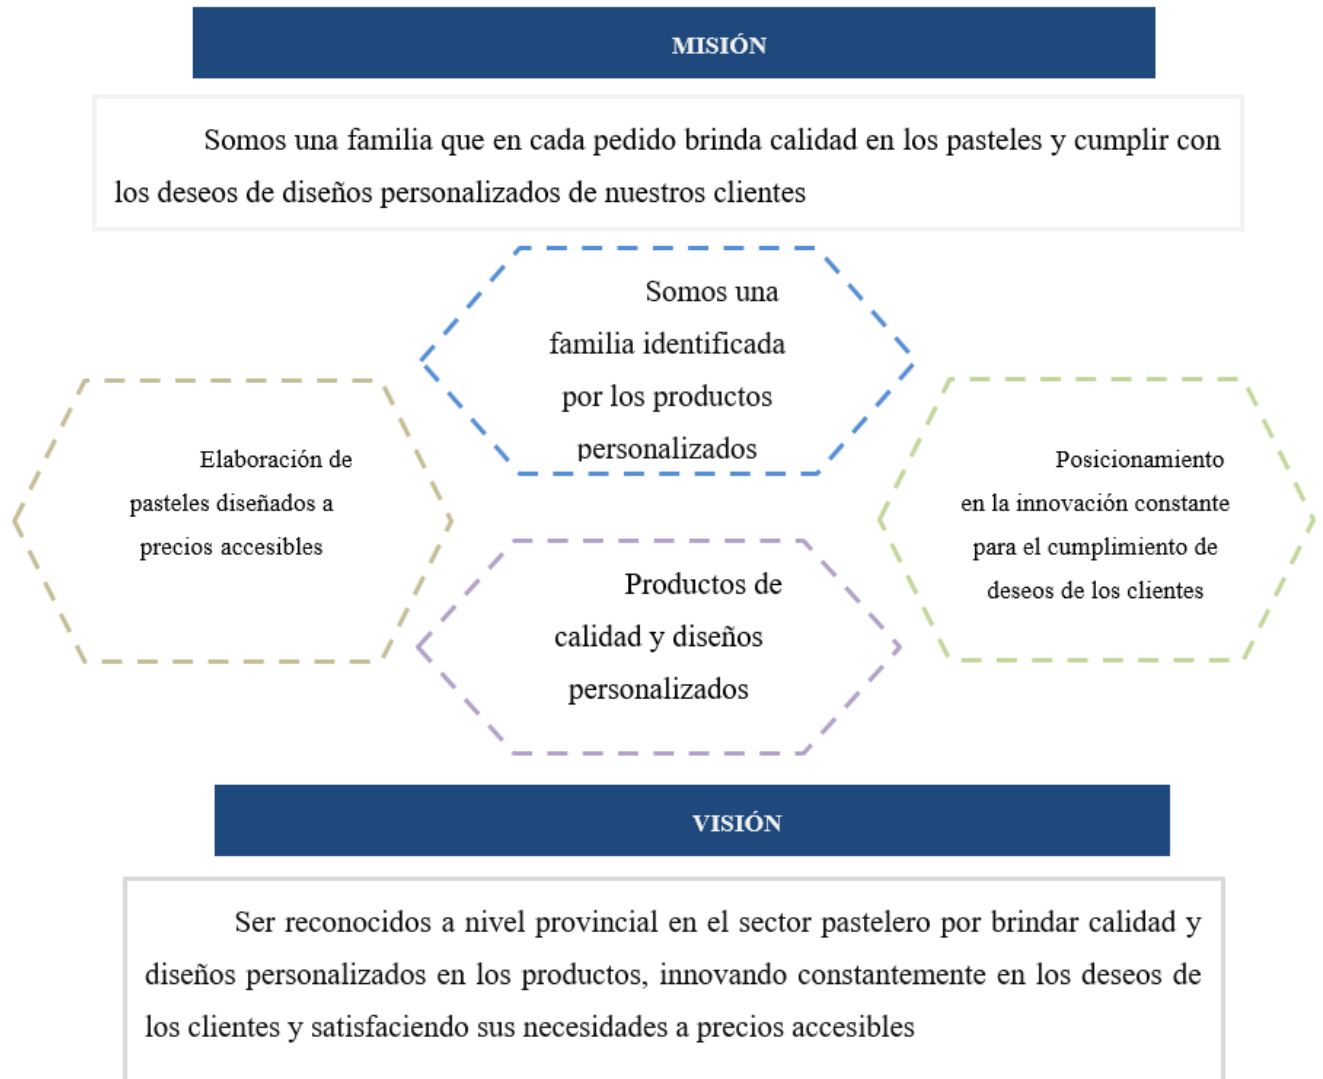 MISIÓN
Somos una familia que en cada pedido brinda calidad en los pasteles y cumplir con
los deseos de diseños personalizados de nuestros clientes
Somos una
familia identificada
por los productos
personalizados
Elaboración de
pasteles diseñados a
precios accesibles
Posicionamiento
en la innovación constante
para el cumplimiento de
deseos de los clientes
Productos de
calidad y diseños
personalizados
VISIÓN
Ser reconocidos a nivel provincial en el sector pastelero por brindar calidad y
diseños personalizados en los productos, innovando constantemente en los deseos de
los clientes y satisfaciendo sus necesidades a precios accesibles